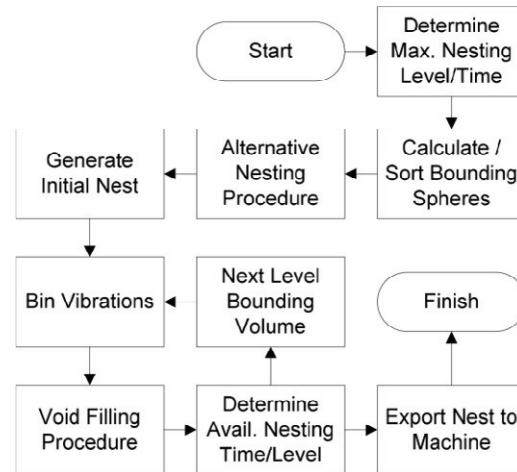 Start
Determine
Max. Nesting
Level/Time
Calculate /
Sort Bounding
Spheres
Alternative
Nesting
Procedure
Generate
Initial Nest
Bin Vibrations
Void Filling
Procedure
Determine
Avail. Nesting
Time/Level
Next Level
Bounding
Volume
Export Nest to
Machine
Finish